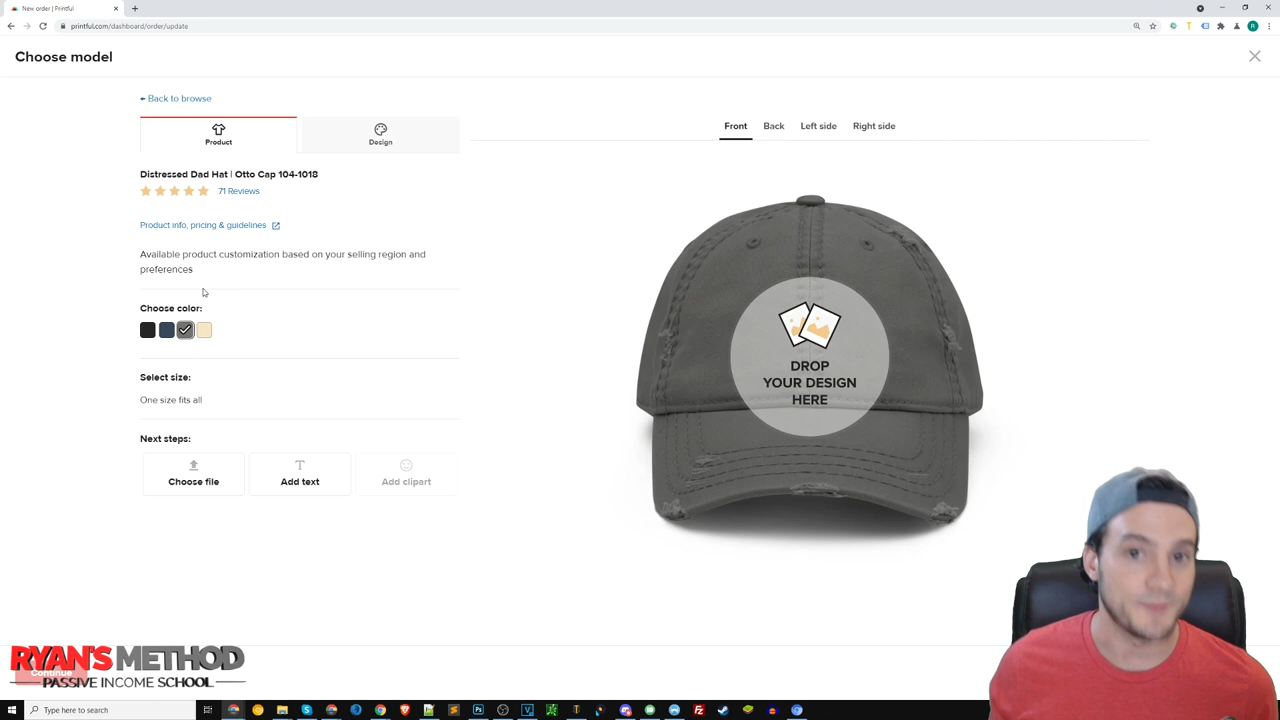 New order | Printful
printful.com/dashboard/order/update
R
Choose model
Back to browse
Product
Design
Front
Back
Left side
Right side
Distressed Dad Hat | Otto Cap 104-1018
71 Reviews
Product info, pricing & guidelines
Available product customization based on your selling region and
preferences
Choose color:
Select size:
One size fits all
Next steps:
Choose file
Add text
Add clipart
DROP
YOUR DESIGN
HERE
Continue
RYAN'S METHOD
PASSIVE INCOME SCHOOL
Type here to search